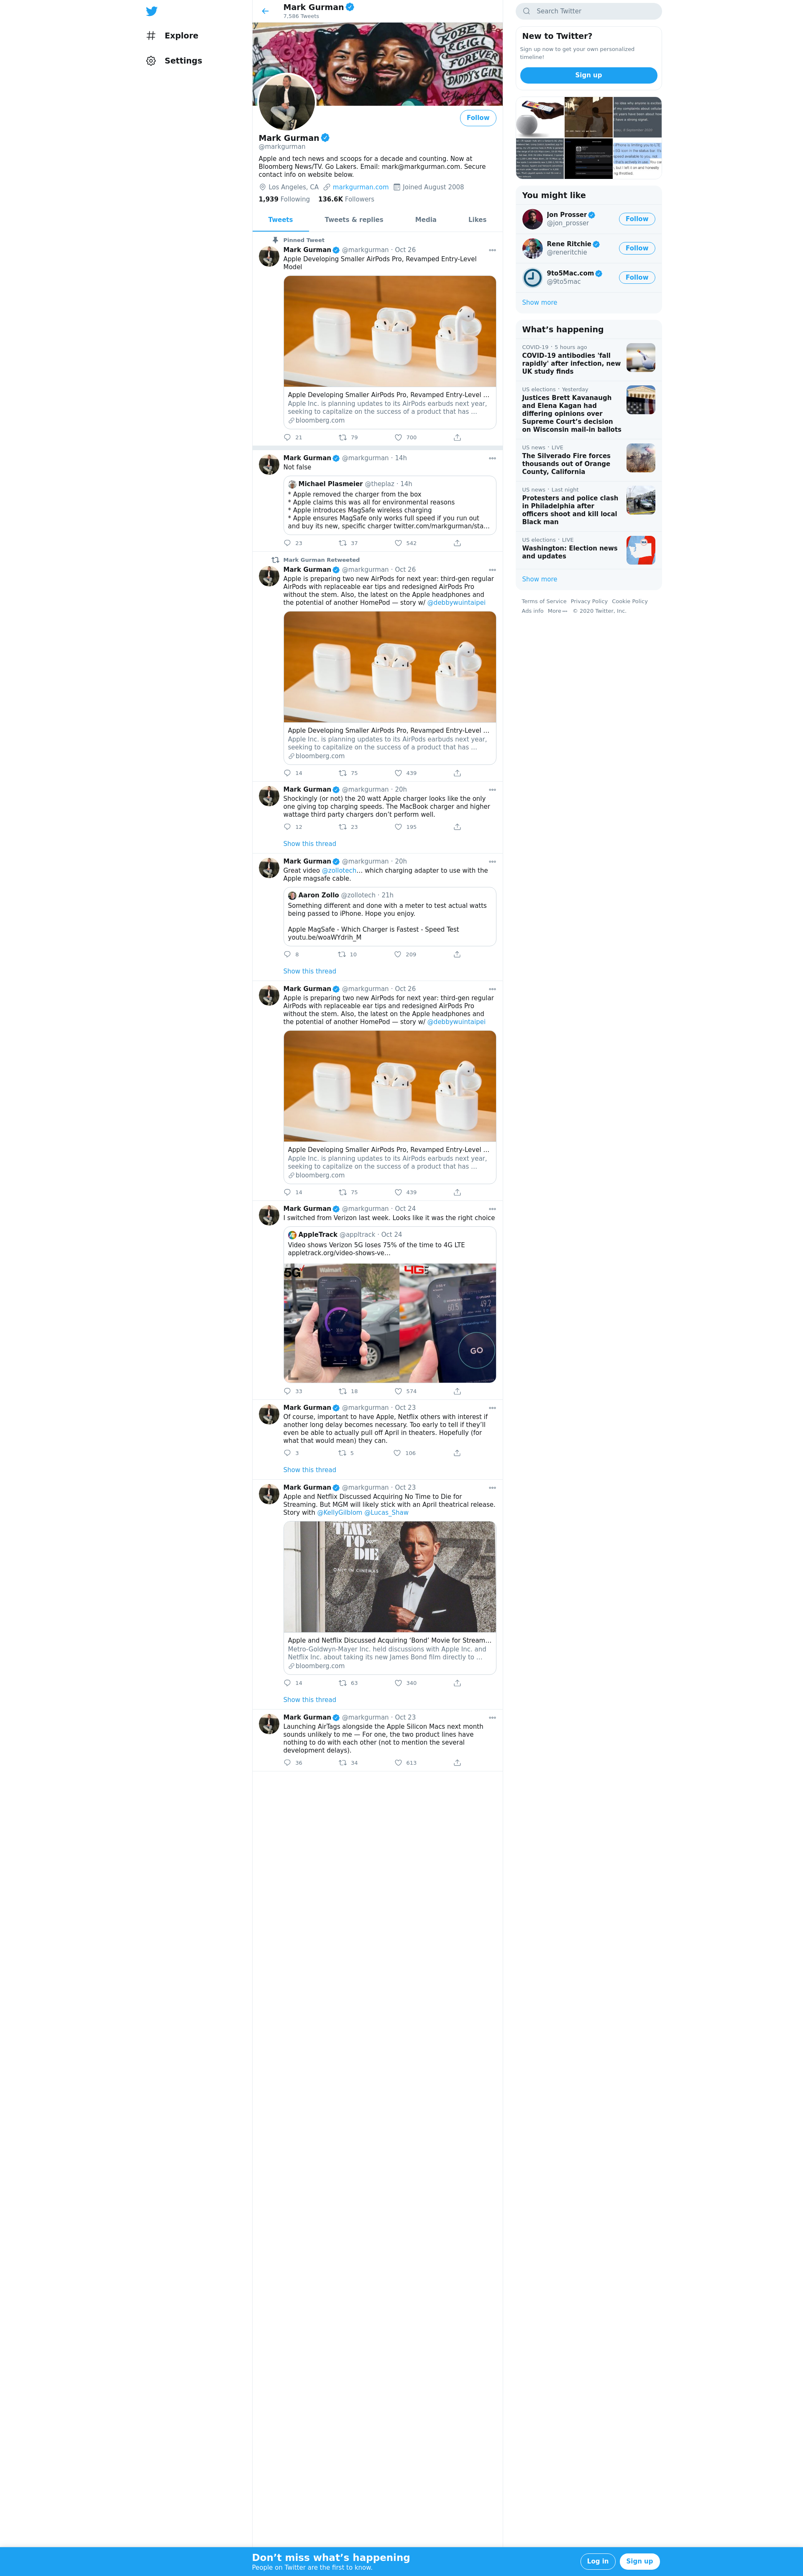 Explore
Settings
Mark Gurman
7,586 Tweets
KOBE
& GIGI
FOREVER
DADDY'S GIRL
Follow
Mark Gurman
@markgurman
Apple and tech news and scoops for a decade and counting. Now at
Bloomberg News/TV. Go Lakers. Email: mark@markgurman.com. Secure
contact info on website below.
Los Angeles, CA markgurman.com Joined August 2008
1,939 Following 136.6K Followers
Tweets Tweets & replies Media Likes
Pinned Tweet
Mark Gurman @markgurman · Oct 26
Apple Developing Smaller AirPods Pro, Revamped Entry-Level
Model
Apple Developing Smaller AirPods Pro, Revamped Entry-Level ...
Apple Inc. is planning updates to its AirPods earbuds next year,
seeking to capitalize on the success of a product that has ...
bloomberg.com
21 79 700
Mark Gurman @markgurman · 14h
Not false
Michael Plasmeier @theplaz · 14h
* Apple removed the charger from the box
* Apple claims this was all for environmental reasons
* Apple introduces MagSafe wireless charging
* Apple ensures MagSafe only works full speed if you run out
and buy its new, specific charger twitter.com/markgurman/sta…
23 37 542
Mark Gurman Retweeted
Mark Gurman @markgurman · Oct 26
Apple is preparing two new AirPods for next year: third-gen regular
AirPods with replaceable ear tips and redesigned AirPods Pro
without the stem. Also, the latest on the Apple headphones and
the potential of another HomePod — story w/ @debbywuintaipei
Apple Developing Smaller AirPods Pro, Revamped Entry-Level ...
Apple Inc. is planning updates to its AirPods earbuds next year,
seeking to capitalize on the success of a product that has ...
bloomberg.com
14 75 439
Mark Gurman @markgurman · 20h
Shockingly (or not) the 20 watt Apple charger looks like the only
one giving top charging speeds. The MacBook charger and higher
wattage third party chargers don't perform well.
12 23 195
Show this thread
Mark Gurman @markgurman · 20h
Great video @zollotech... which charging adapter to use with the
Apple magsafe cable.
Aaron Zollo @zollotech · 21h
Something different and done with a meter to test actual watts
being passed to iPhone. Hope you enjoy.
Apple MagSafe - Which Charger is Fastest - Speed Test
youtu.be/woaWYdrih_M
8 10 209
Show this thread
Mark Gurman @markgurman · Oct 26
Apple is preparing two new AirPods for next year: third-gen regular
AirPods with replaceable ear tips and redesigned AirPods Pro
without the stem. Also, the latest on the Apple headphones and
the potential of another HomePod — story w/ @debbywuintaipei
Apple Developing Smaller AirPods Pro, Revamped Entry-Level ...
Apple Inc. is planning updates to its AirPods earbuds next year,
seeking to capitalize on the success of a product that has ...
bloomberg.com
14 75 439
Mark Gurman @markgurman · Oct 24
I switched from Verizon last week. Looks like it was the right choice
AppleTrack @appltrack · Oct 24
Video shows Verizon 5G loses 75% of the time to 4G LTE
appletrack.org/video-shows-ve…
5G
Walmart
4G
GO
33 18 574
Mark Gurman @markgurman · Oct 23
Of course, important to have Apple, Netflix others with interest if
another long delay becomes necessary. Too early to tell if they'll
even be able to actually pull off April in theaters. Hopefully (for
what that would mean) they can.
3 5 106
Show this thread
Mark Gurman @markgurman · Oct 23
Apple and Netflix Discussed Acquiring No Time to Die for
Streaming. But MGM will likely stick with an April theatrical release.
Story with @KellyGilblom @Lucas_Shaw
TIME
TO
DIE
ONLY IN CINEMAS
Apple and Netflix Discussed Acquiring 'Bond' Movie for Stream...
Metro-Goldwyn-Mayer Inc. held discussions with Apple Inc. and
Netflix Inc. about taking its new James Bond film directly to ...
bloomberg.com
14 63 340
Show this thread
Mark Gurman @markgurman · Oct 23
Launching AirTags alongside the Apple Silicon Macs next month
sounds unlikely to me — For one, the two product lines have
nothing to do with each other (not to mention the several
development delays).
36 34 613
Search Twitter
New to Twitter?
Sign up now to get your own personalized
timeline!
Sign up
You might like
Jon Prosser
@jon_prosser
Follow
Rene Ritchie
@reneritchie
Follow
9to5Mac.com
@9to5mac
Follow
Show more
What's happening
COVID-19 · 5 hours ago
COVID-19 antibodies 'fall
rapidly' after infection, new
UK study finds
US elections · Yesterday
Justices Brett Kavanaugh
and Elena Kagan had
differing opinions over
Supreme Court's decision
on Wisconsin mail-in ballots
US news · LIVE
The Silverado Fire forces
thousands out of Orange
County, California
US news · Last night
Protesters and police clash
in Philadelphia after
officers shoot and kill local
Black man
US elections · LIVE
Washington: Election news
and updates
Show more
Terms of Service Privacy Policy Cookie Policy
Ads info More © 2020 Twitter, Inc.
Don't miss what's happening
People on Twitter are the first to know.
Log in
Sign up